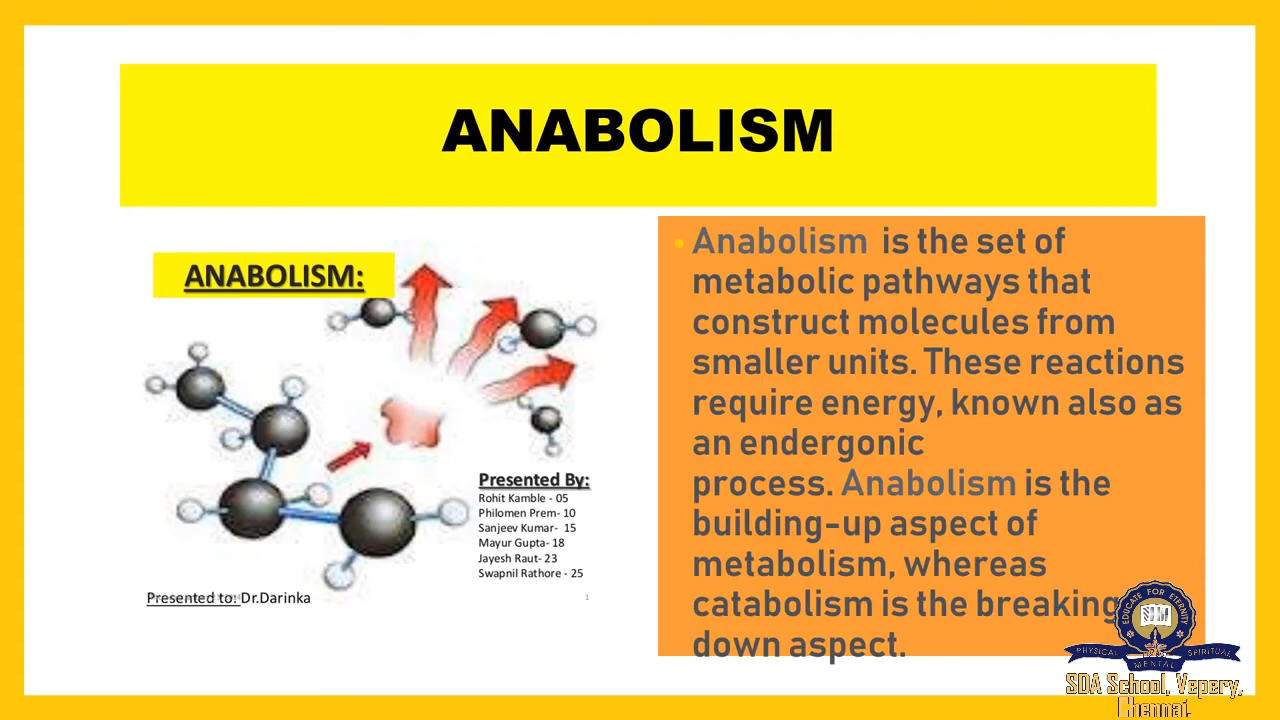 ANABOLISM
ANABOLISM:
Presented By:
Rohit Kamble - 05
Philomen Prem- 10
Sanjeev Kumar- 15
Mayur Gupta- 18
Jayesh Raut- 23
Swapnil Rathore - 25
Presented to: Dr.Darinka
1
• Anabolism is the set of
metabolic pathways that
construct molecules from
smaller units. These reactions
require energy, known also as
an endergonic
process. Anabolism is the
building-up aspect of
metabolism, whereas
catabolism is the breaking
down aspect.
EDUCATE FOR ETERNITY
PHYSICAL
MENTAL
SPIRITUAL
SDA School, Vepery,
Chennai.